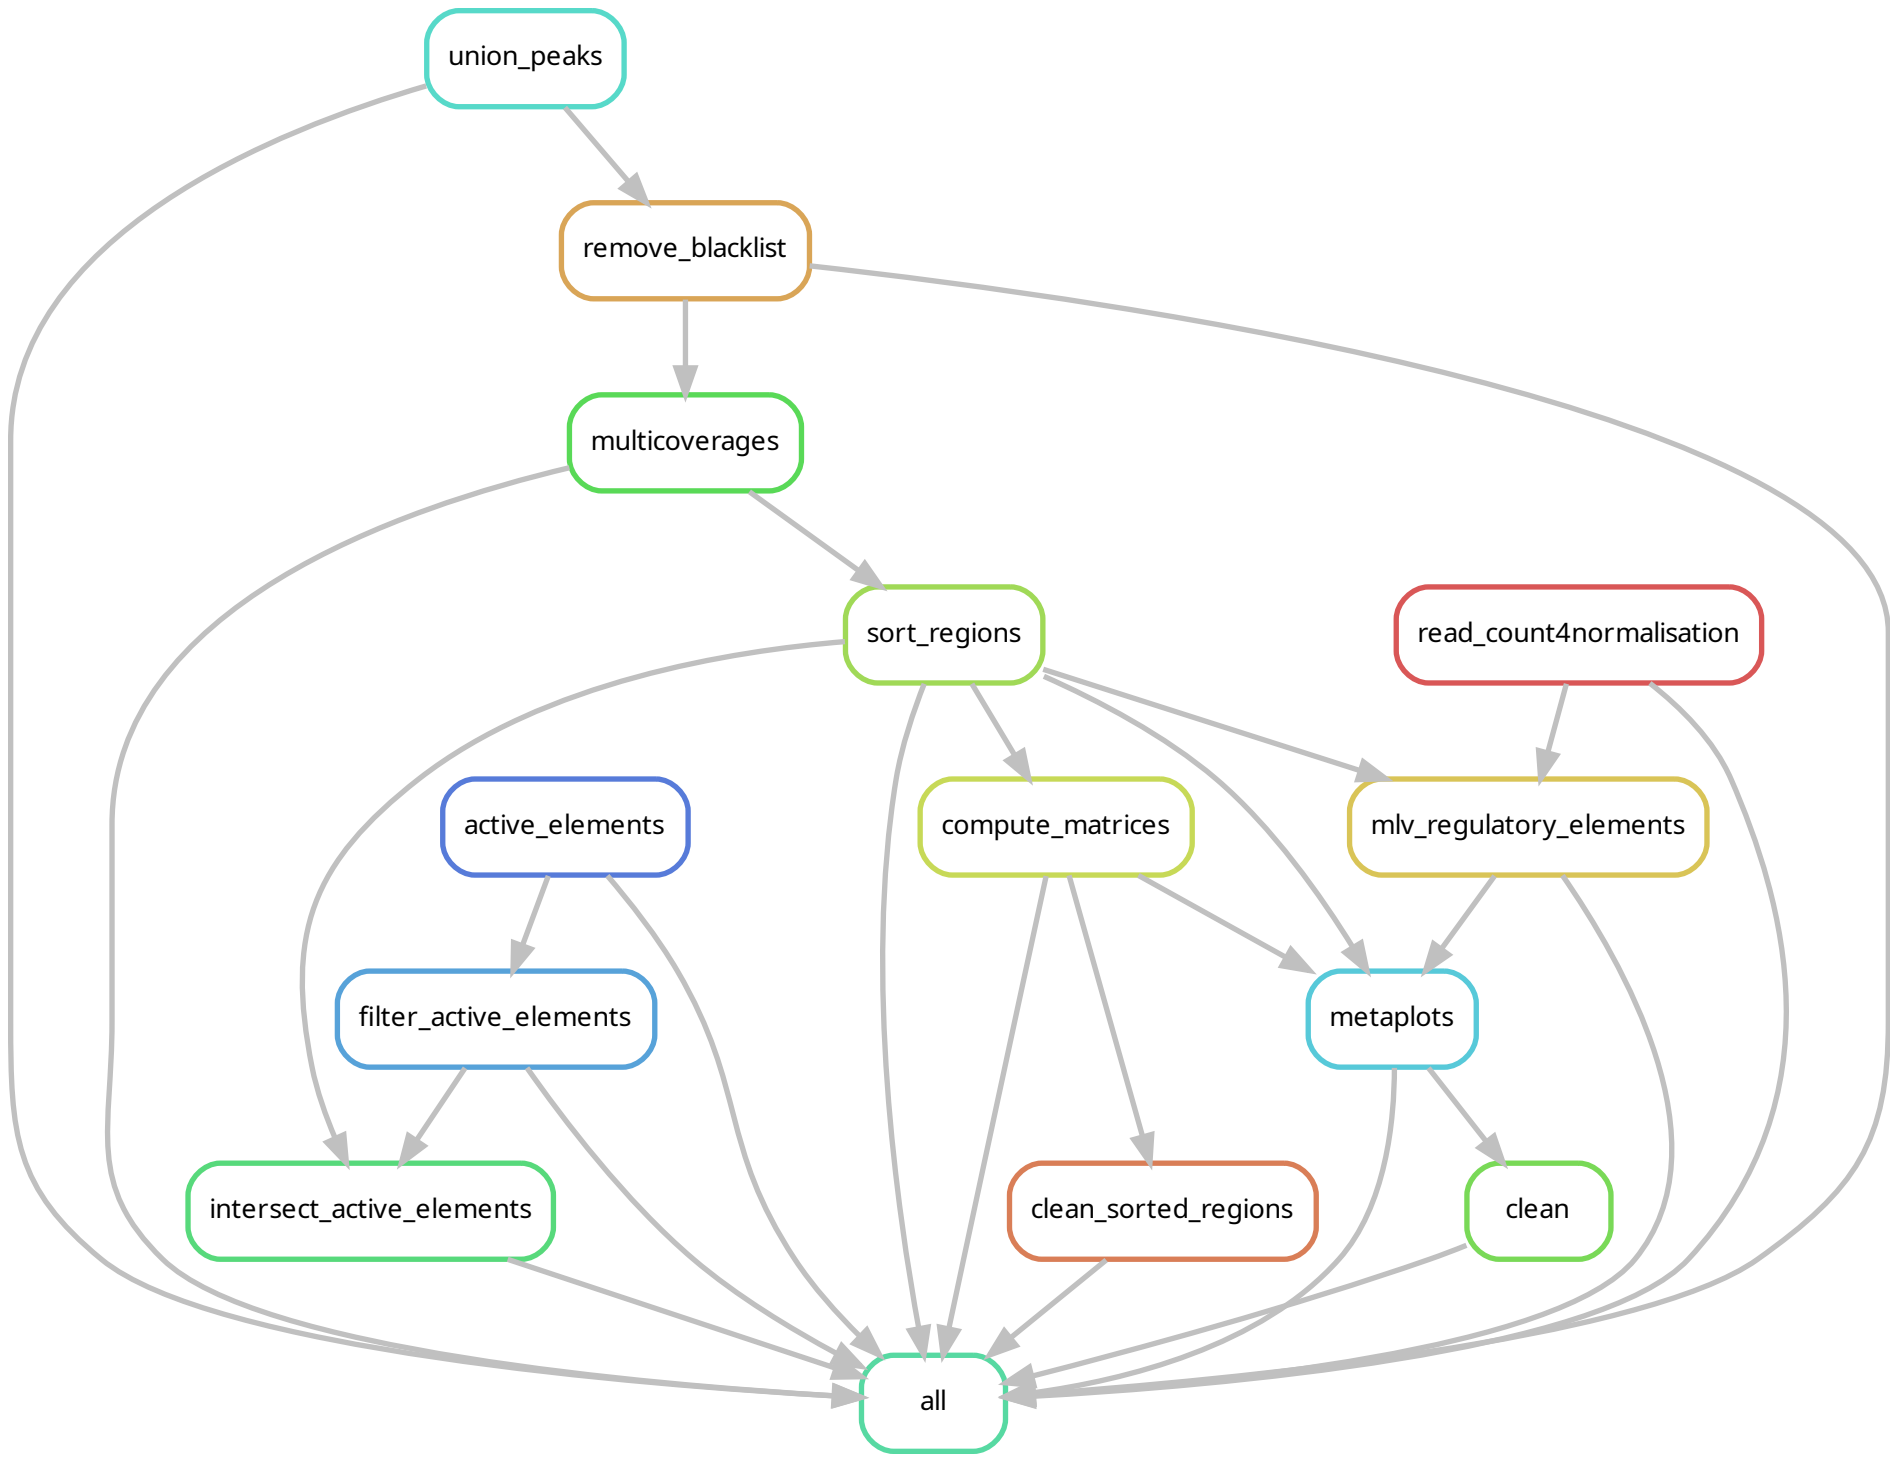 union_peaks
remove_blacklist
multicoverages
sort_regions
read_count4normalisation
active_elements
compute_matrices
mlv_regulatory_elements
filter_active_elements
metaplots
intersect_active_elements
clean_sorted_regions
clean
all